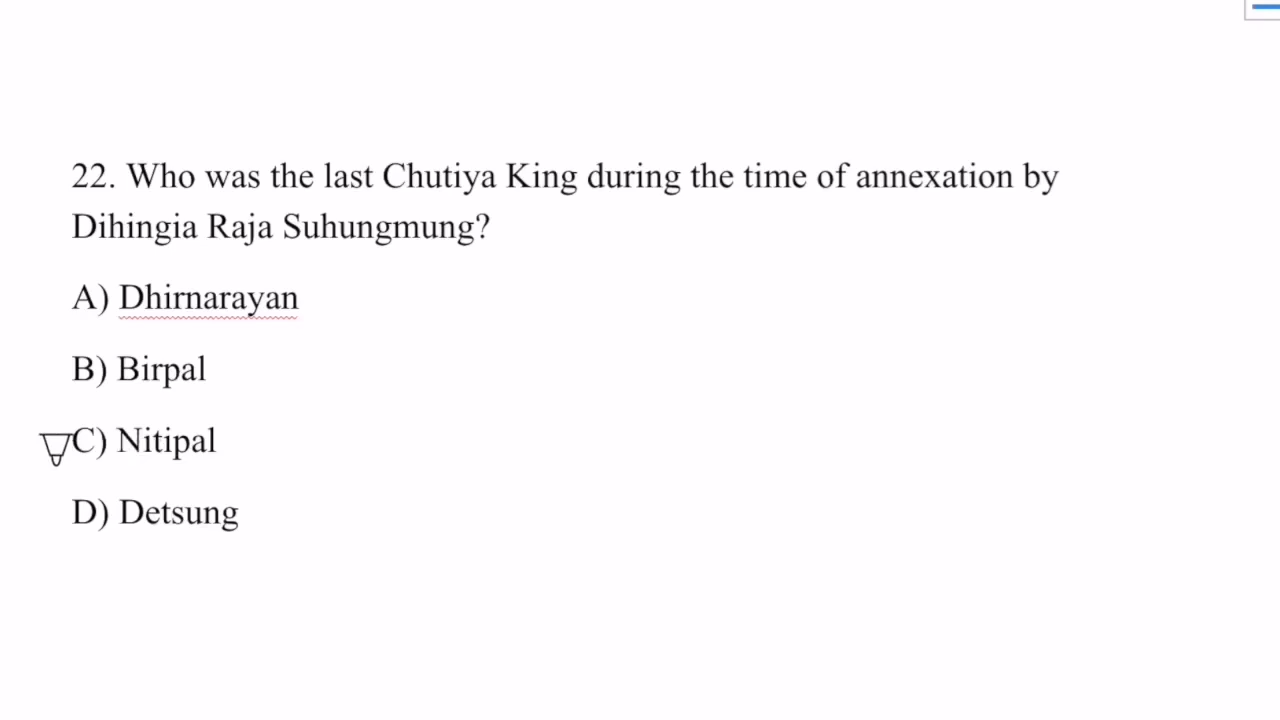 22. Who was the last Chutiya King during the time of annexation by
Dihingia Raja Suhungmung?
A) Dhirnarayan
B) Birpal
C) Nitipal
D) Detsung